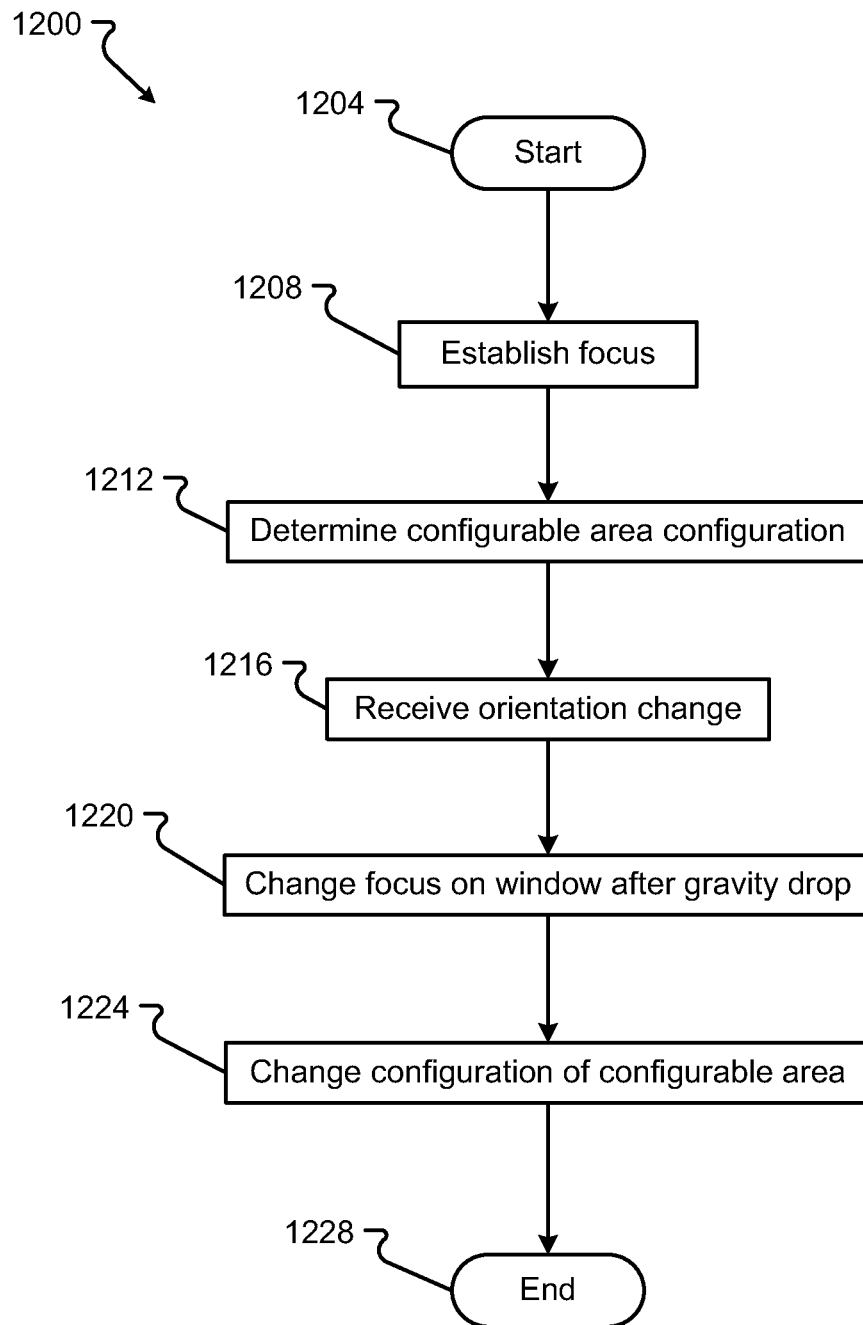 1200
1204
Start
1208
Establish focus
1212
Determine configurable area configuration
1216
Receive orientation change
1220
Change focus on window after gravity drop
1224
Change configuration of configurable area
1228
End